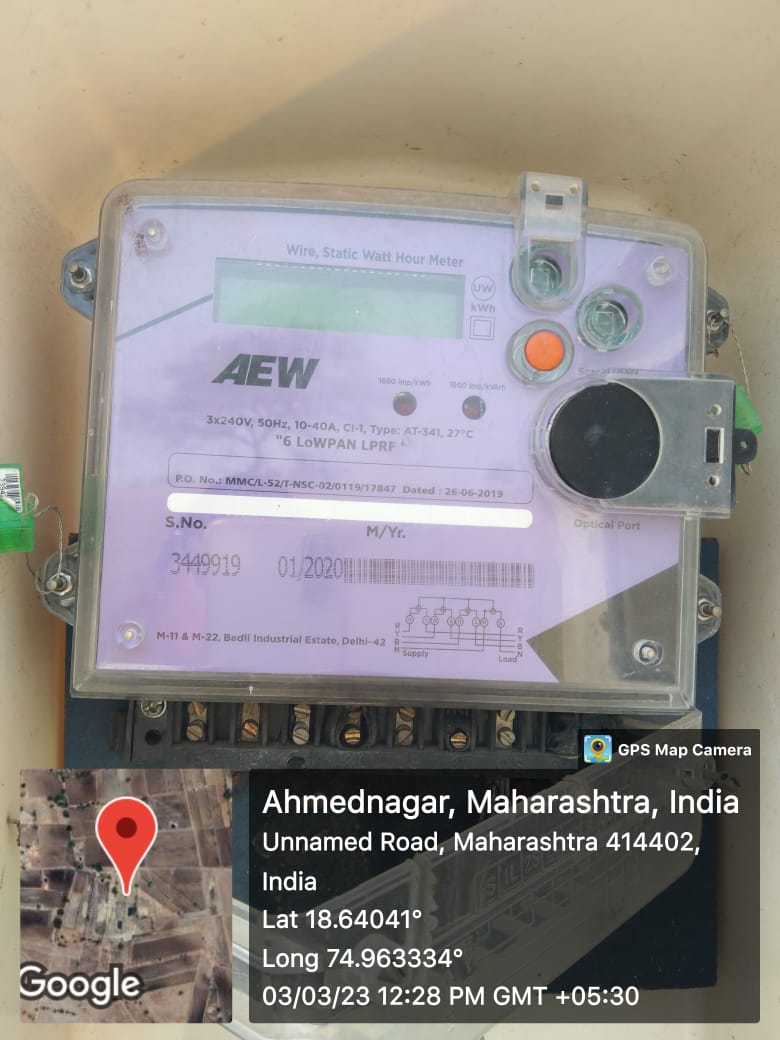 Wire, Static Watt Hour Meter
UW
kWh
AEW
1600 imp/kWh
1600 imp/kVArh
3x240V, 50Hz, 10-40A, Cl-1, Type: AT-341, 27°C
"6 LoWPAN LPRF"
P.O. No.: MMC/L-52/T-NSC-02/0119/17847 Dated : 26-06-2019
Optical Port
S.No.
M/Yr.
3449919 01/2020
M-11 & M-22, Badli Industrial Estate, Delhi-42
R
Y
B
N
Supply
R
Y
B
N
Load
GPS Map Camera
Google
Ahmednagar, Maharashtra, India
Unnamed Road, Maharashtra 414402,
India
Lat 18.64041°
Long 74.963334°
03/03/23 12:28 PM GMT +05:30